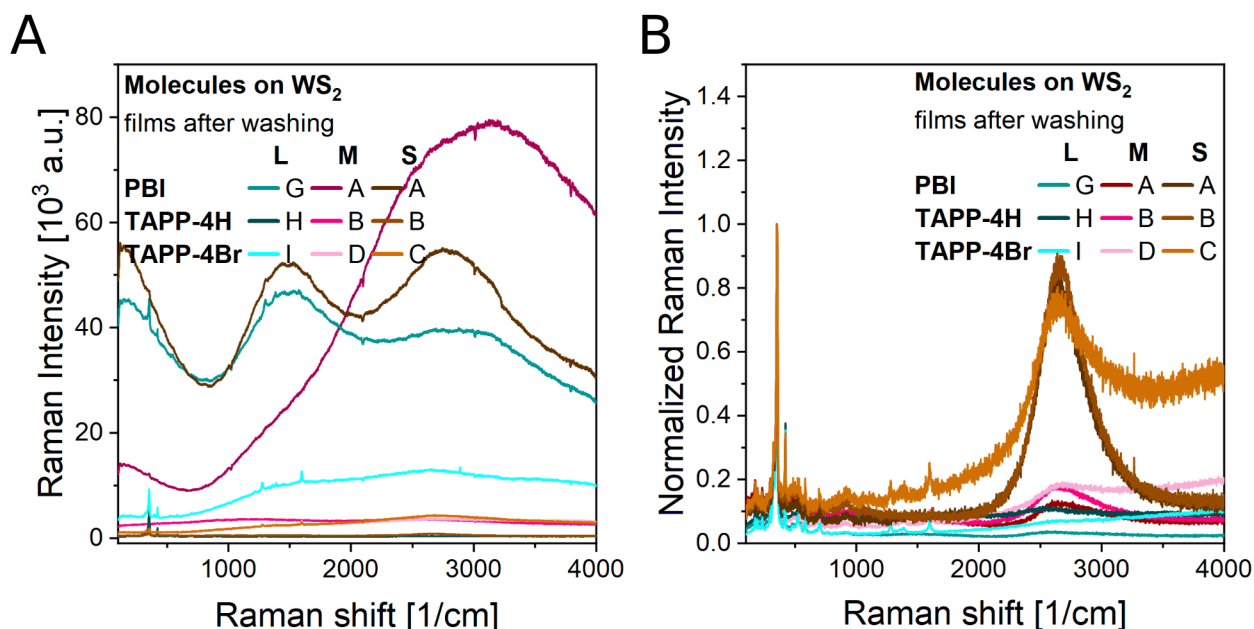 A
Molecules on WS2
films after washing
L M S
PBI G A A
TAPP-4H H B B
TAPP-4Br I D C
Raman Intensity [10³ a.u.]
80
60
40
20
0
1000 2000 3000 4000
Raman shift [1/cm]
B
Molecules on WS2
films after washing
L M S
PBI G A A
TAPP-4H H B B
TAPP-4Br I D C
Normalized Raman Intensity
1.4
1.2
1.0
0.8
0.6
0.4
0.2
0.0
1000 2000 3000 4000
Raman shift [1/cm]